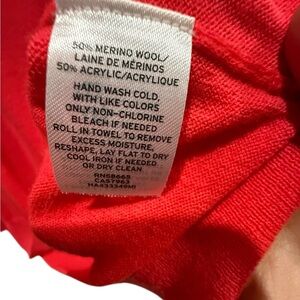 50% MERINO WOOL/
LAINE DE MÉRINOS
50% ACRYLIC/ACRYLIQUE
HAND WASH COLD
WITH LIKE COLORS
ONLY NON-CHLORINE
BLEACH IF NEEDED
ROLL IN TOWEL TO REMOVE
EXCESS MOISTURE,
RESHAPE, LAY FLAT TO DRY
COOL IRON IF NEEDED
OR DRY CLEAN
RN58665
CA57963